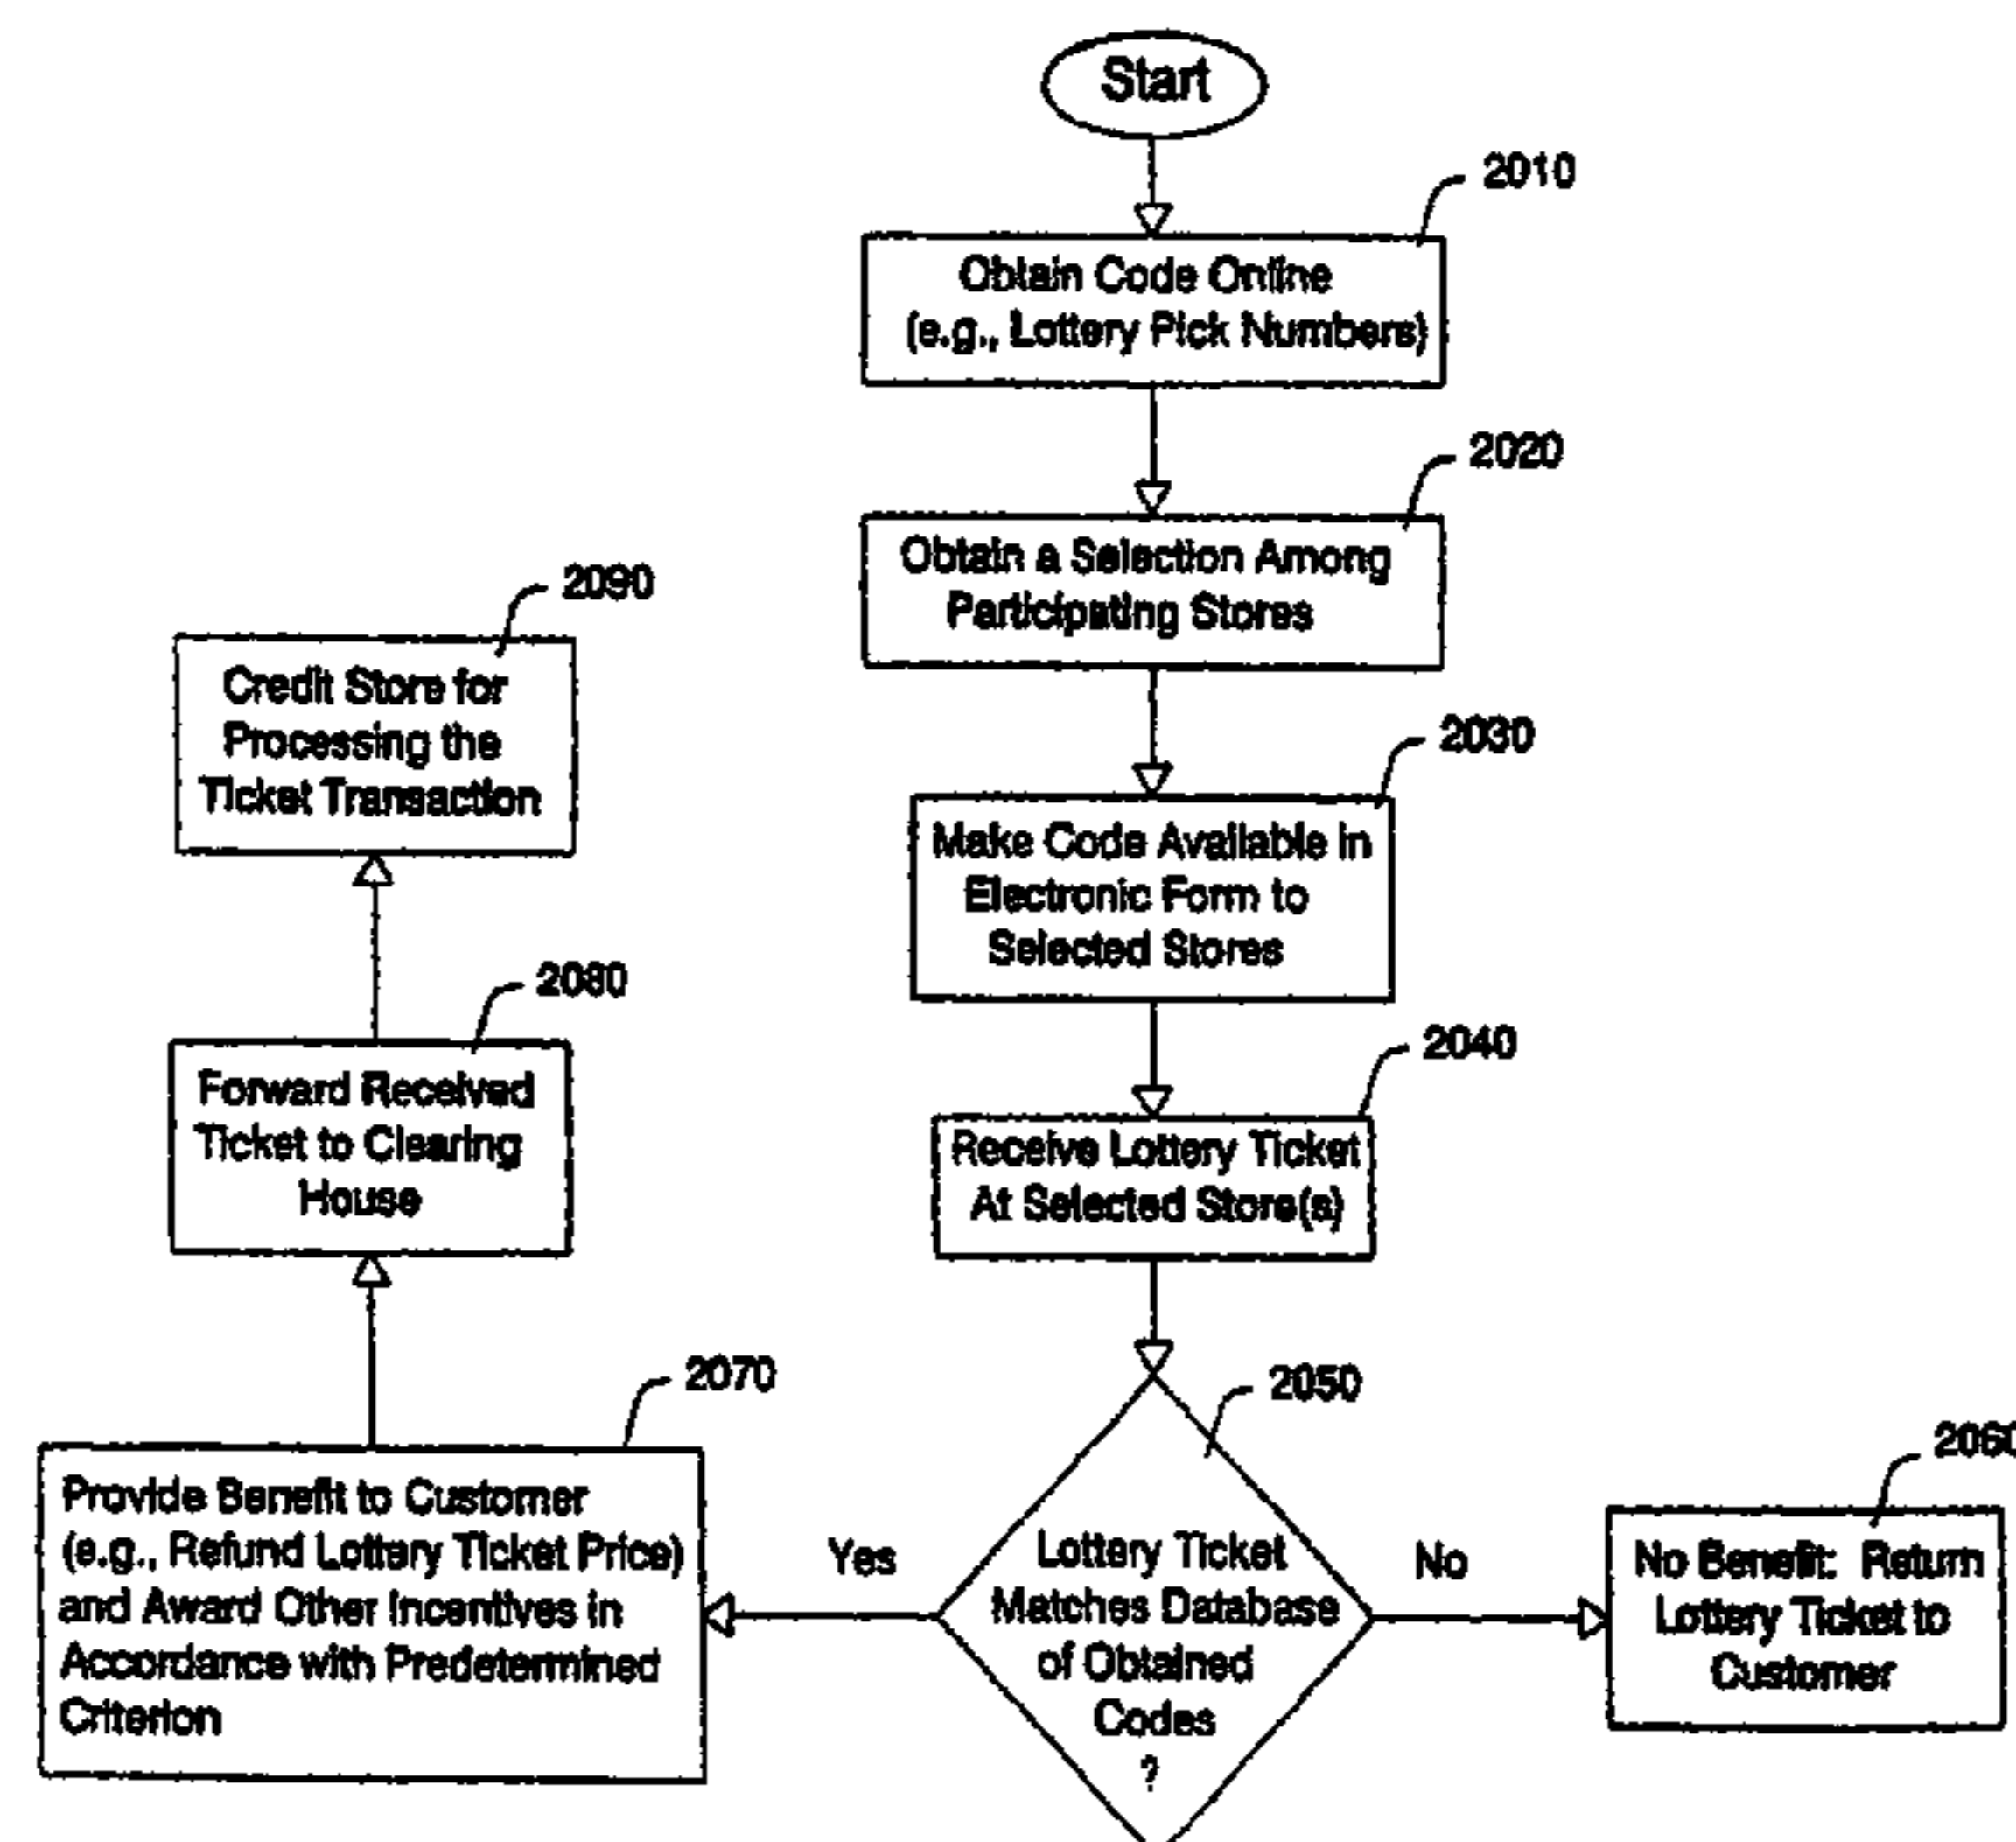 Start
2010
Obtain Code Online
(e.g., Lottery Pick Numbers)
2020
Obtain a Selection Among
Participating Stores
2030
Make Code Available in
Electronic Form to
Selected Stores
2040
Receive Lottery Ticket
At Selected Store(s)
2050
Lottery Ticket
Matches Database
of Obtained
Codes
?
No
2060
No Benefit: Return
Lottery Ticket to
Customer
Yes
2070
Provide Benefit to Customer
(e.g., Refund Lottery Ticket Price)
and Award Other Incentives in
Accordance with Predetermined
Criterion
2080
Forward Received
Ticket to Clearing
House
2090
Credit Store for
Processing the
Ticket Transaction